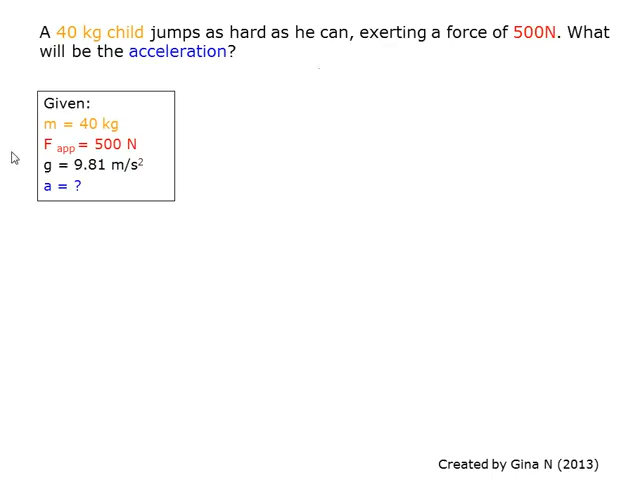 A 40 kg child jumps as hard as he can, exerting a force of 500N. What
will be the acceleration?
Given:
m = 40 kg
F app = 500 N
g = 9.81 m/s²
a = ?
Created by Gina N (2013)